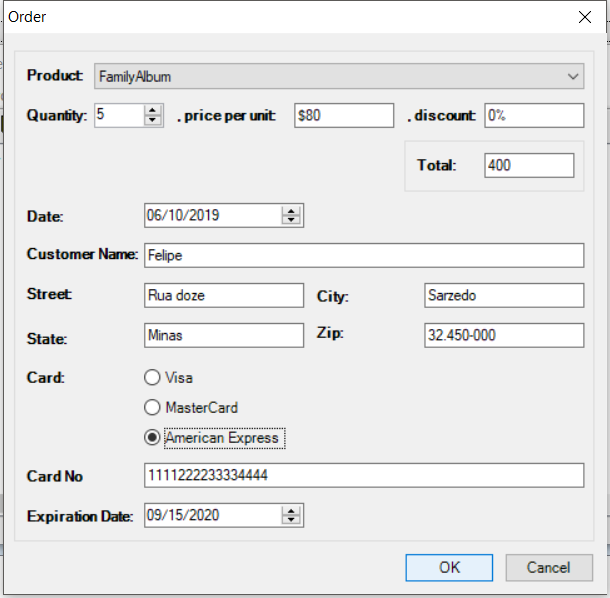 Order
Product: FamilyAlbum
Quantity: 5 , price per unit: $80 , discount: 0%
Total: 400
Date: 06/10/2019
Customer Name: Felipe
Street: Rua doze City: Sarzedo
State: Minas Zip: 32.450-000
Card: Visa
MasterCard
American Express
Card No 1111222233334444
Expiration Date: 09/15/2020
OK Cancel